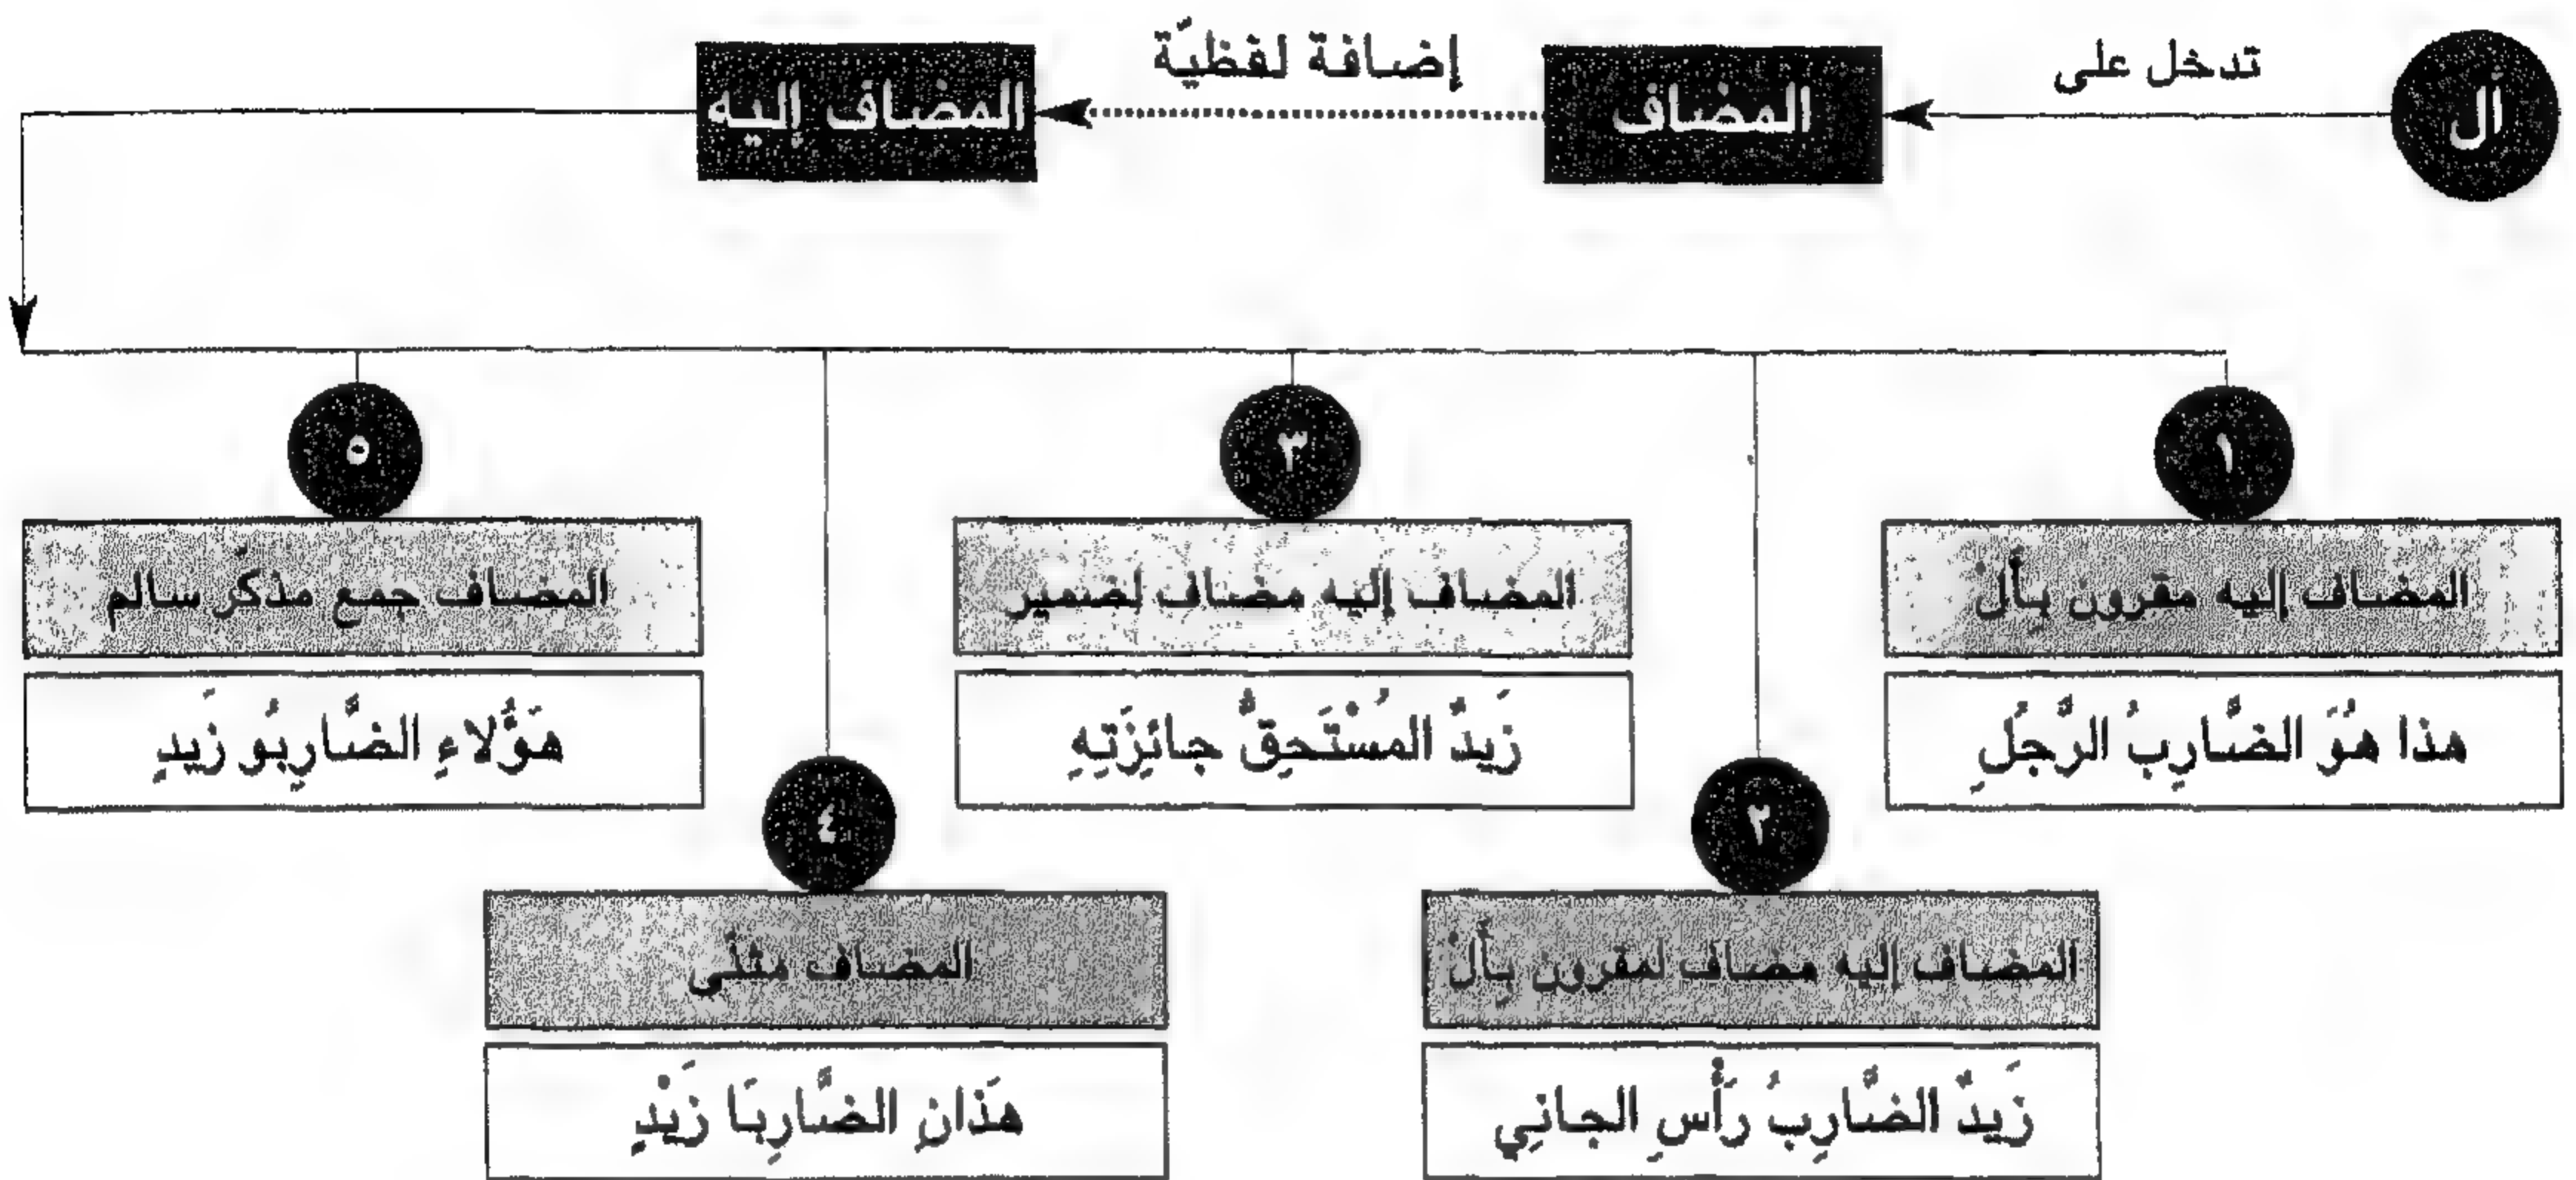 أل
تدخل على
المضاف
إضافة لفظيّة
المضاف إليه
١
المضاف إليه مقرون بأَلْ
هذا هُوَ الضَّارِبُ الرَّجُلِ
٢
المضاف إليه مضاف لمقرون بأَلْ
زَيدٌ الضَّارِبُ رَأْسِ الجانِي
٣
المضاف إليه مضاف لضمير
زَيدٌ المُسْتَحِقُّ جائِزَتِهِ
٤
المضاف مثنّى
هَذانِ الضَّارِبَا زَيْدٍ
٥
المضاف جمع مذكّر سالم
هَؤُلاءِ الضَّارِبُو زَيدٍ